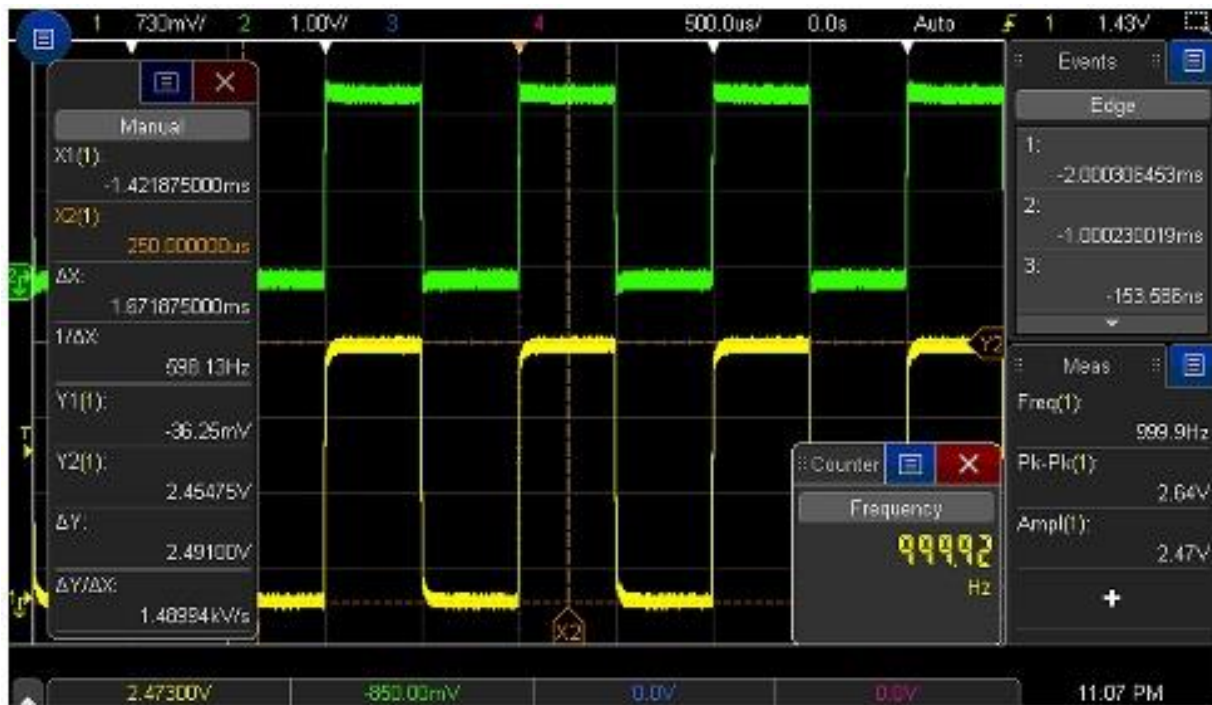 1 730mV/ 2 1.00V/ 3 4 500.0us/ 0.0s Auto 1 1.43V
Manual
X1(1):
-1.421875000ms
X2(1):
250.000000us
ΔX:
1.671875000ms
1/ΔX:
598.13Hz
Y1(1):
-36.25mV
Y2(1):
2.45475V
ΔY:
2.49100V
ΔY/ΔX:
1.48994kV/s
2
T
1
X2
Y2
Events
Edge
1:
-2.000306453ms
2:
-1.000230019ms
3:
-153.586ns
Meas
Freq(1):
999.9Hz
Pk-Pk(1):
2.64V
Ampl(1):
2.47V
+
Counter
Frequency
999.92
Hz
2.47300V -850.00mV 0.0V 0.0V 11:07 PM